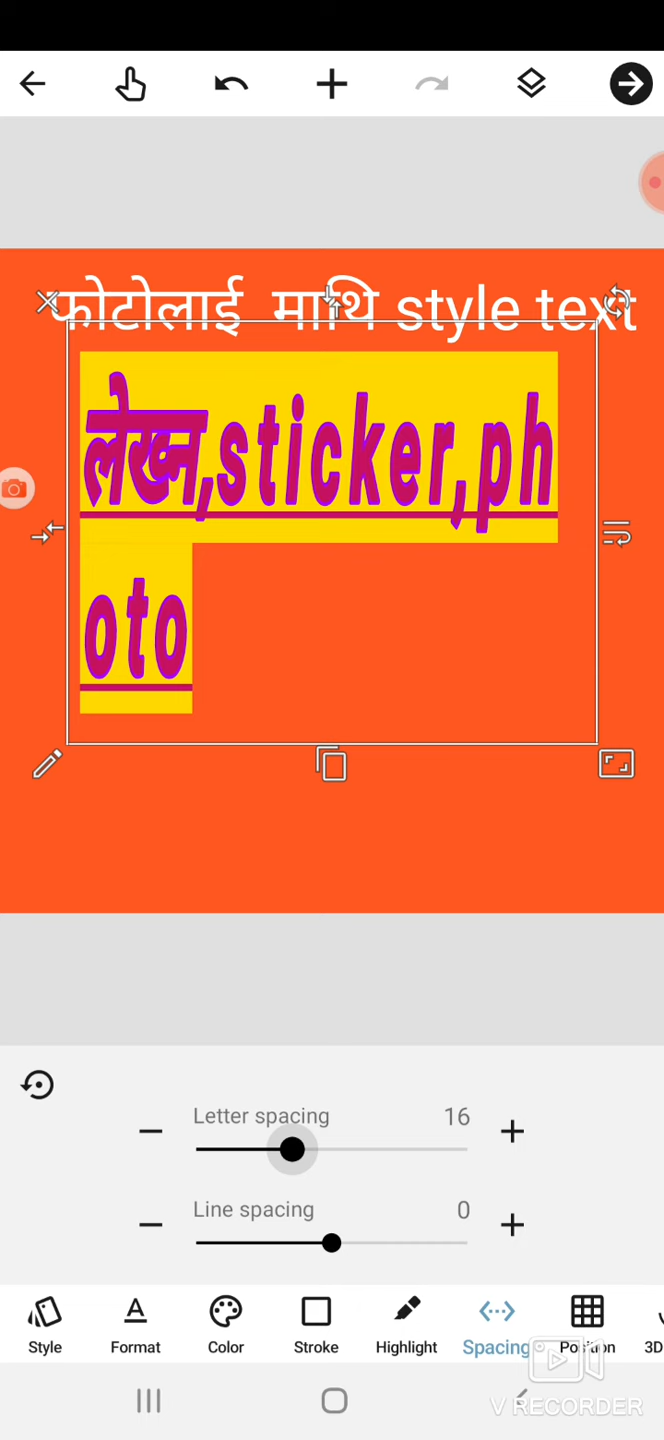 फोटोलाई माथि style text
लेख्न,sticker,ph
oto
Letter spacing 16
Line spacing 0
Style Format Color Stroke Highlight Spacing Position 3D
V RECORDER